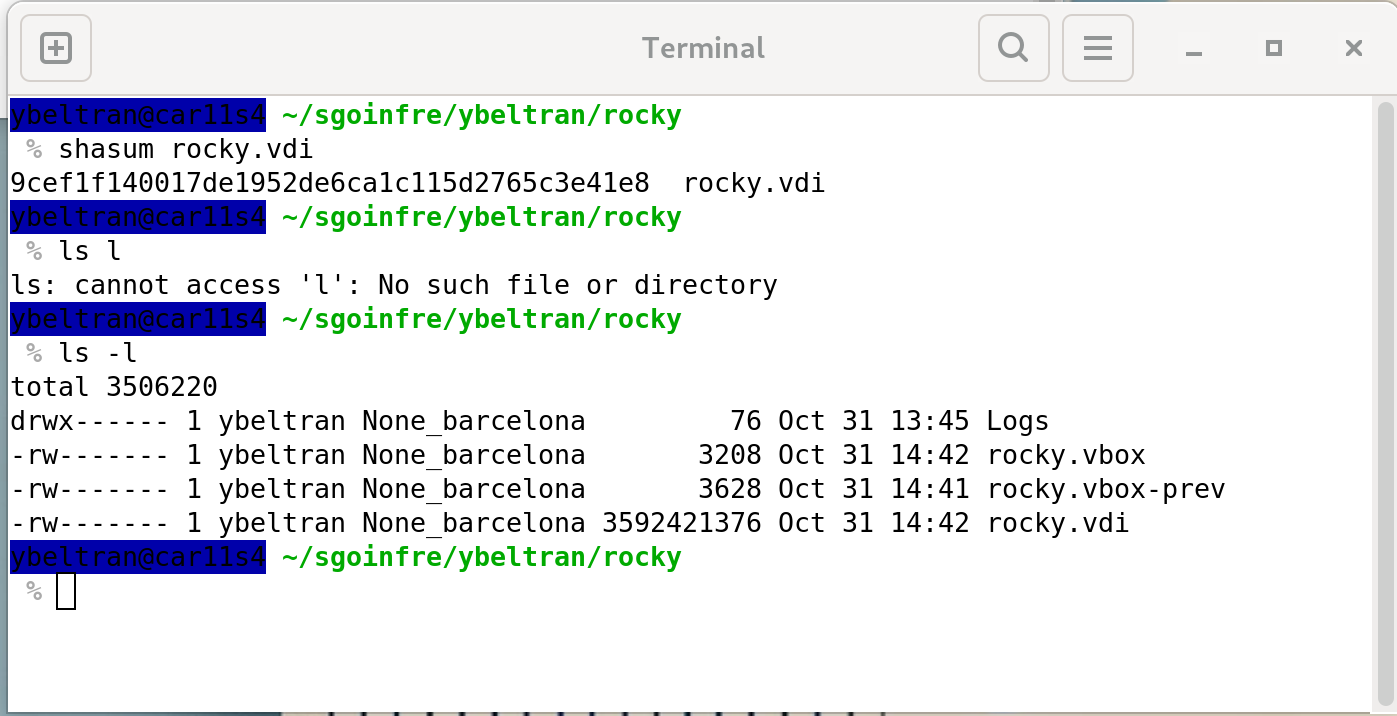 Terminal
ybeltran@car11s4 ~/sgoinfre/ybeltran/rocky
% shasum rocky.vdi
9cef1f140017de1952de6ca1c115d2765c3e41e8  rocky.vdi
ybeltran@car11s4 ~/sgoinfre/ybeltran/rocky
% ls l
ls: cannot access 'l': No such file or directory
ybeltran@car11s4 ~/sgoinfre/ybeltran/rocky
% ls -l
total 3506220
drwx------ 1 ybeltran None_barcelona         76 Oct 31 13:45 Logs
-rw------- 1 ybeltran None_barcelona       3208 Oct 31 14:42 rocky.vbox
-rw------- 1 ybeltran None_barcelona       3628 Oct 31 14:41 rocky.vbox-prev
-rw------- 1 ybeltran None_barcelona 3592421376 Oct 31 14:42 rocky.vdi
ybeltran@car11s4 ~/sgoinfre/ybeltran/rocky
%